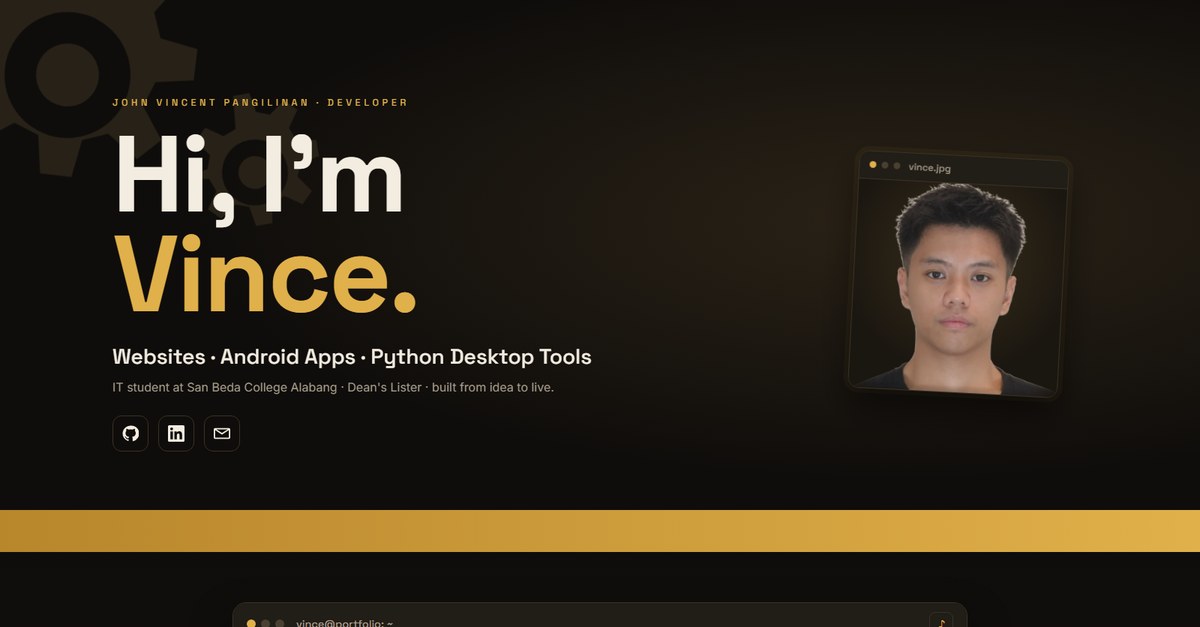 JOHN VINCENT PANGILINAN · DEVELOPER
Hi, I’m
Vince.
Websites · Android Apps · Python Desktop Tools
IT student at San Beda College Alabang · Dean's Lister · built from idea to live.
vince.jpg
vince@portfolio: ~